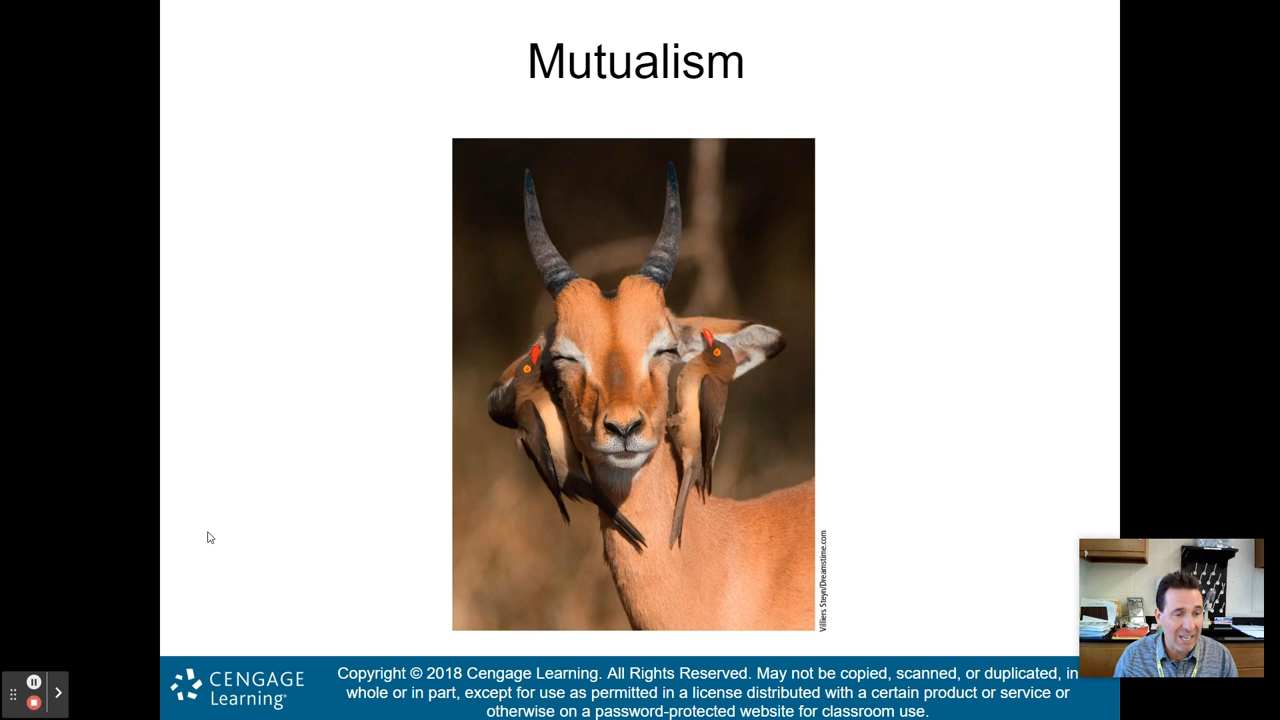 Mutualism
Villiers Steyn/Dreamstime.com
CENGAGE
Learning
Copyright © 2018 Cengage Learning. All Rights Reserved. May not be copied, scanned, or duplicated, in
whole or in part, except for use as permitted in a license distributed with a certain product or service or
otherwise on a password-protected website for classroom use.